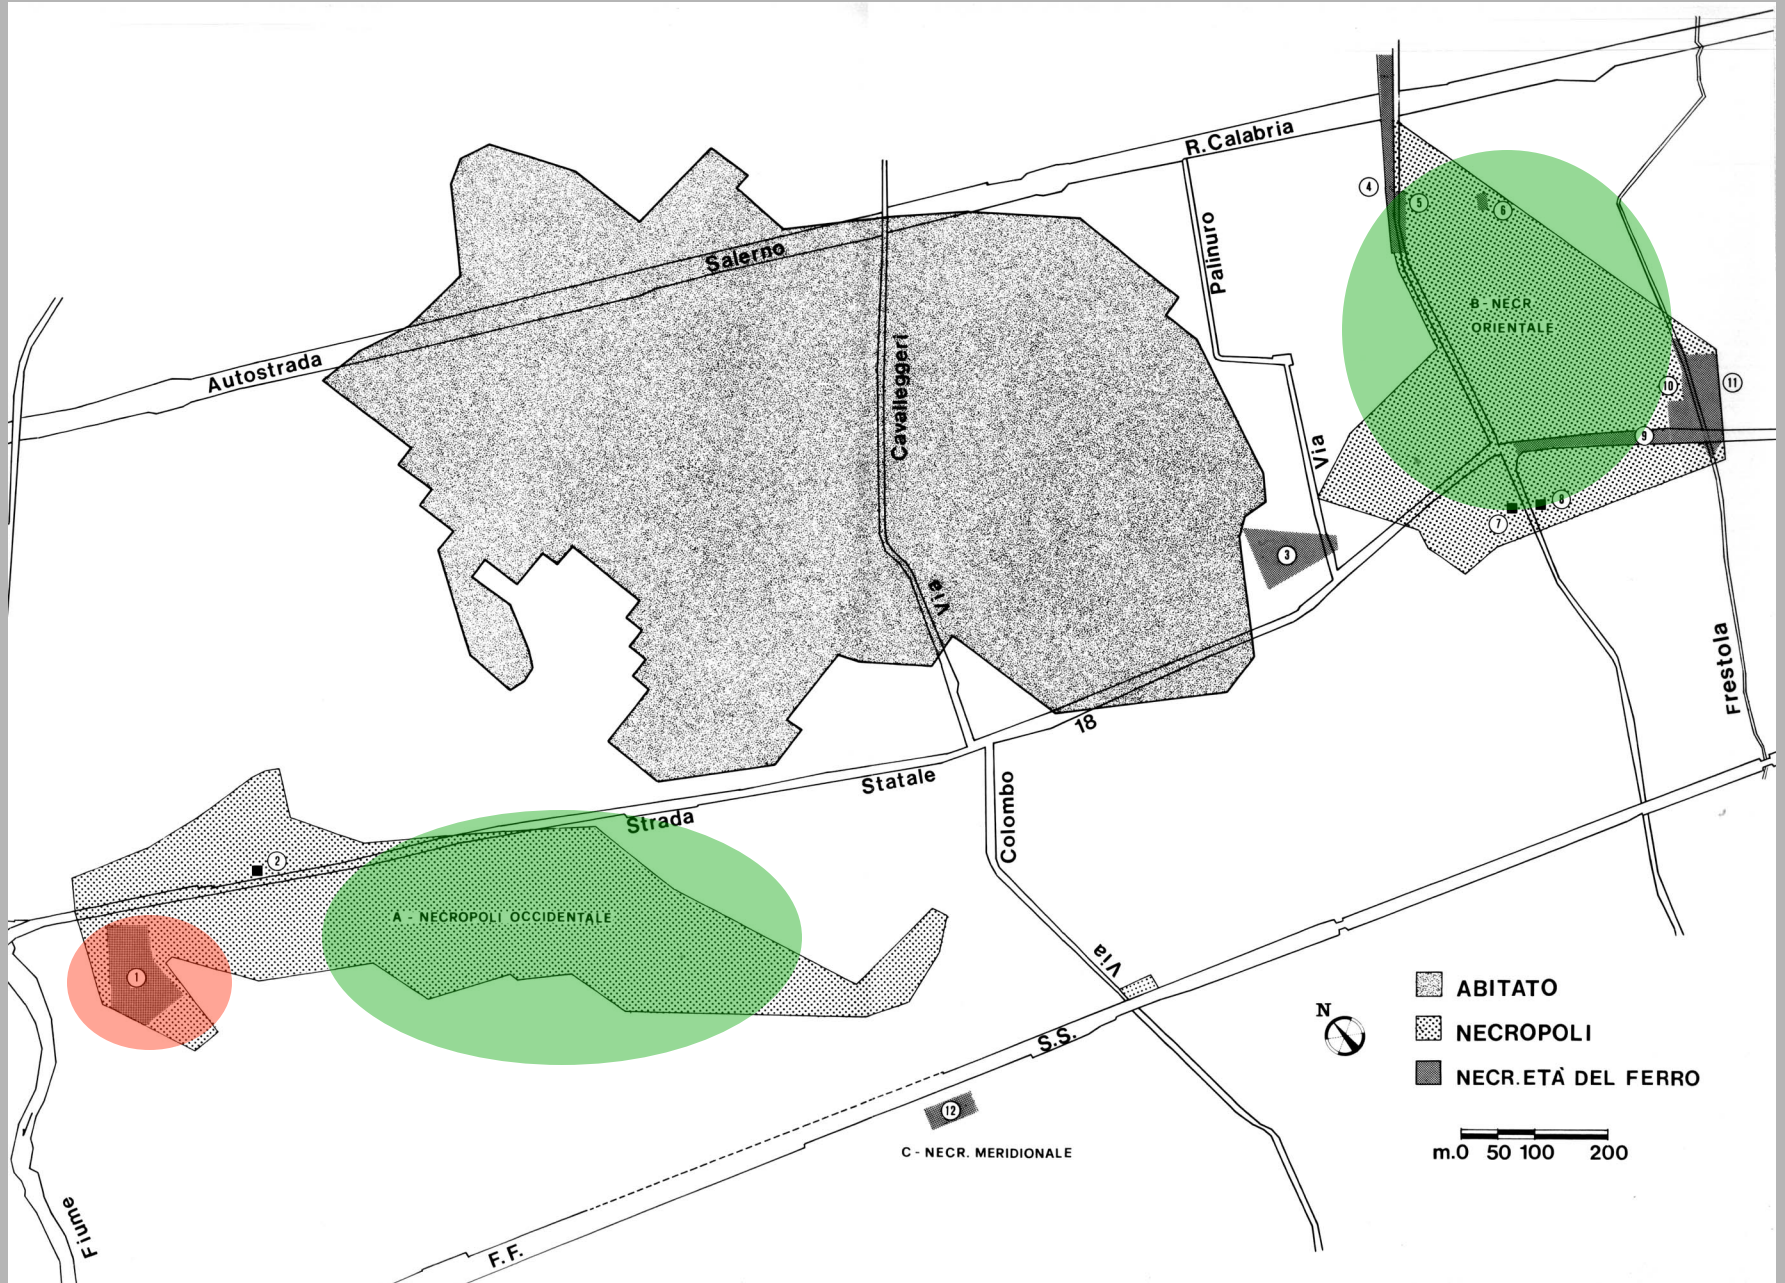 R. Calabria
4
5
6
Palinuro
Salerno
B - NECR.
ORIENTALE
Autostrada
Cavalleggeri
10
11
Via
9
8
7
3
Via
Frestola
18
Statale
Strada
Colombo
2
A - NECROPOLI OCCIDENTALE
1
Via
ABITATO
N
NECROPOLI
S.S.
NECR. ETÀ DEL FERRO
12
C - NECR. MERIDIONALE
m.0 50 100 200
Fiume
F.F.